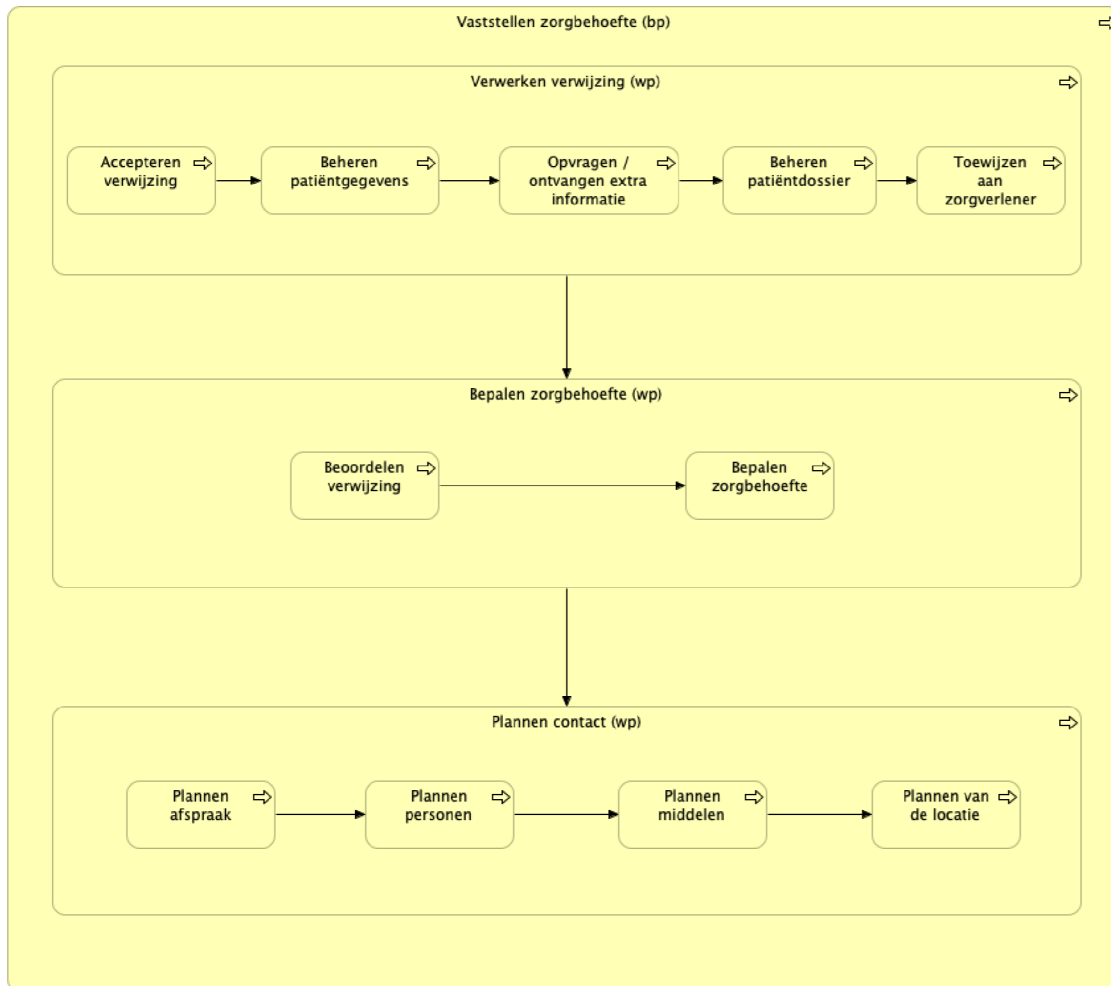 Vaststellen zorgbehoefte (bp)
Verwerken verwijzing (wp)
Accepteren
verwijzing
Beheren
patiëntgegevens
Opvragen /
ontvangen extra
informatie
Beheren
patiëntdossier
Toewijzen
aan
zorgverlener
Bepalen zorgbehoefte (wp)
Beoordelen
verwijzing
Bepalen
zorgbehoefte
Plannen contact (wp)
Plannen
afspraak
Plannen
personen
Plannen
middelen
Plannen van
de locatie